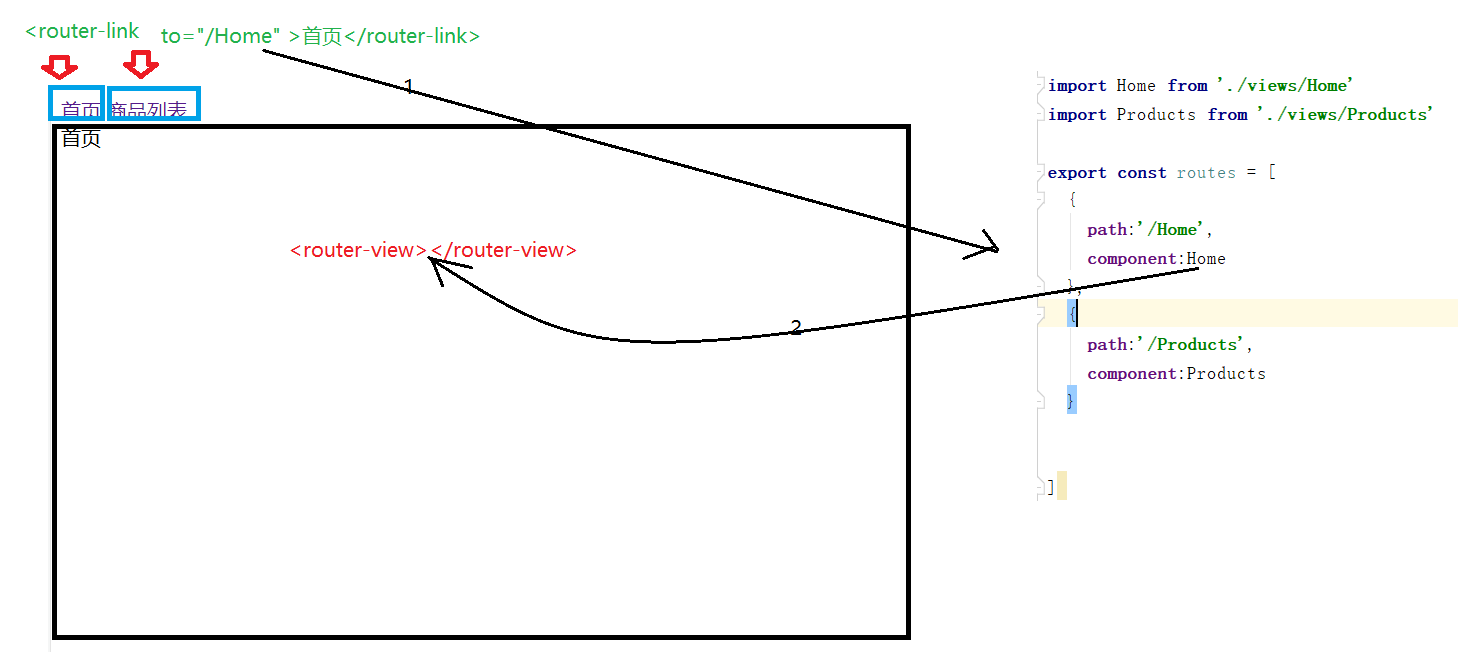 <router-link to="/Home" >首页</router-link>
1
首页 商品列表
首页
<router-view></router-view>
2
import Home from './views/Home'
import Products from './views/Products'
export const routes = [
{
path:'/Home',
component:Home
},
{
path:'/Products',
component:Products
}
]